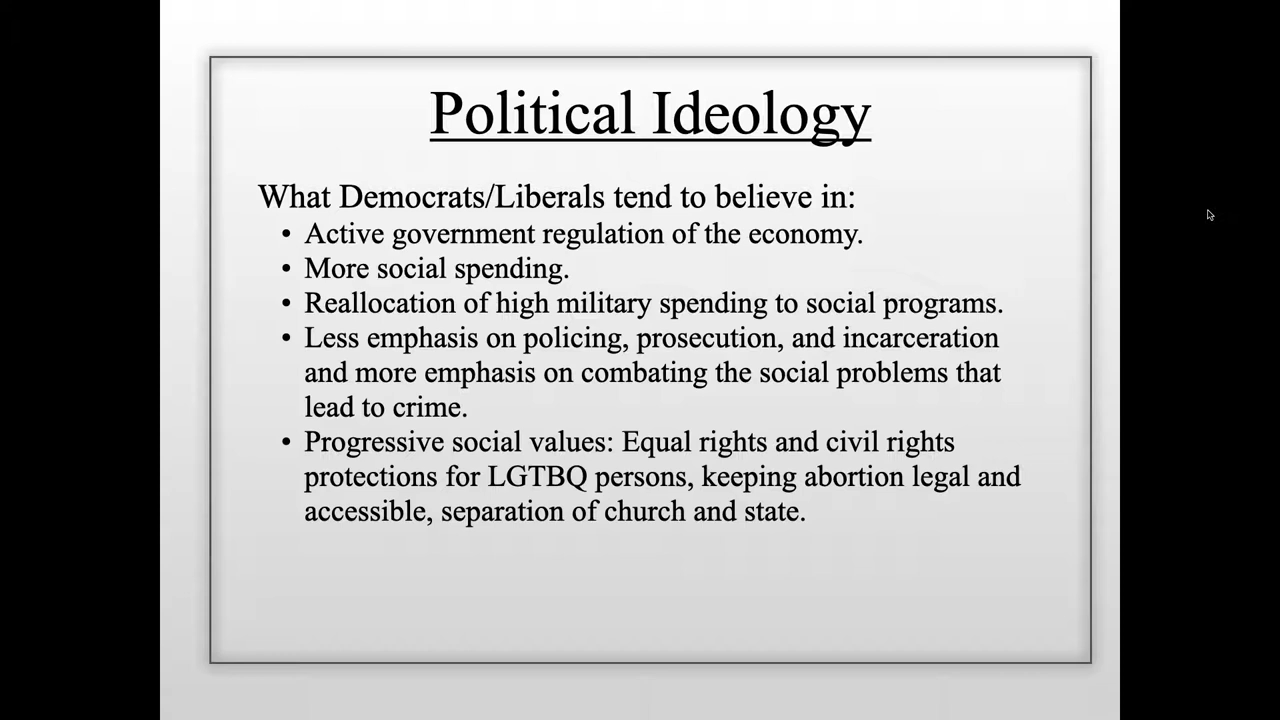 Political Ideology
What Democrats/Liberals tend to believe in:
• Active government regulation of the economy.
• More social spending.
• Reallocation of high military spending to social programs.
• Less emphasis on policing, prosecution, and incarceration
and more emphasis on combating the social problems that
lead to crime.
• Progressive social values: Equal rights and civil rights
protections for LGTBQ persons, keeping abortion legal and
accessible, separation of church and state.